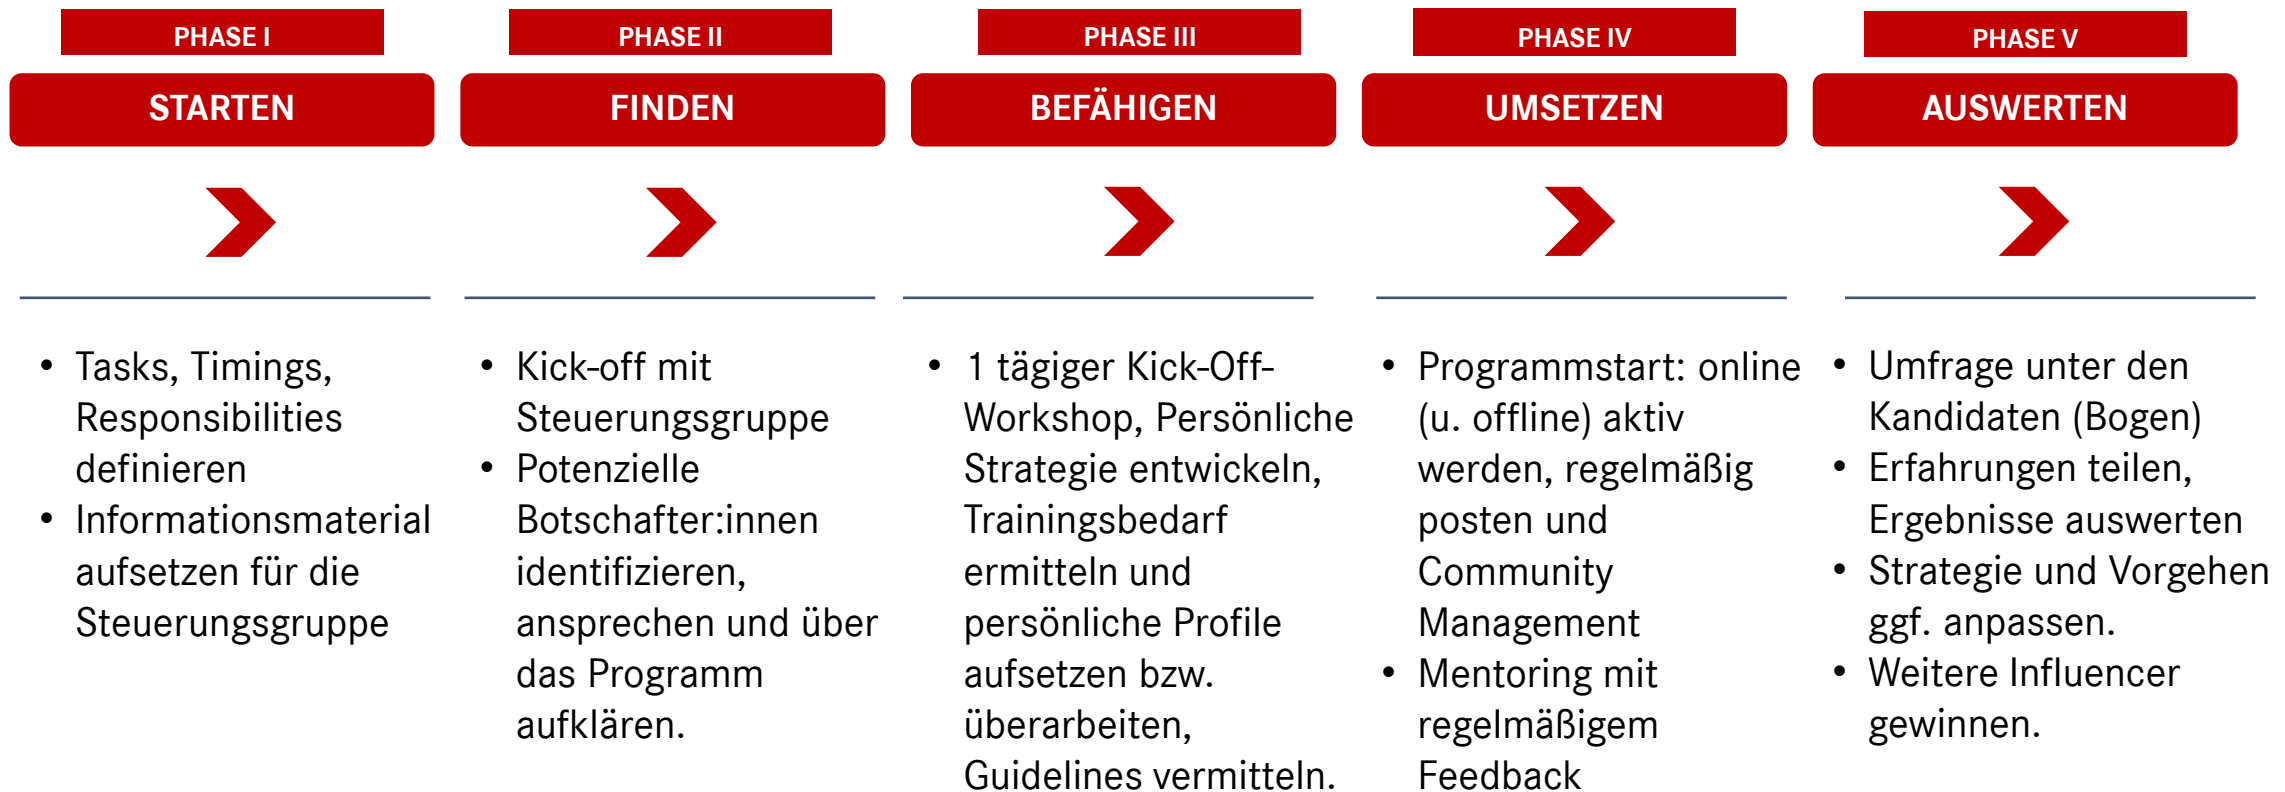 PHASE I
STARTEN
• Tasks, Timings,
Responsibilities
definieren
• Informationsmaterial
aufsetzen für die
Steuerungsgruppe
PHASE II
FINDEN
• Kick-off mit
Steuerungsgruppe
• Potenzielle
Botschafter:innen
identifizieren,
ansprechen und über
das Programm
aufklären.
PHASE III
BEFÄHIGEN
• 1 tägiger Kick-Off-
Workshop, Persönliche
Strategie entwickeln,
Trainingsbedarf
ermitteln und
persönliche Profile
aufsetzen bzw.
überarbeiten,
Guidelines vermitteln.
PHASE IV
UMSETZEN
• Programmstart: online
(u. offline) aktiv
werden, regelmäßig
posten und
Community
Management
• Mentoring mit
regelmäßigem
Feedback
PHASE V
AUSWERTEN
• Umfrage unter den
Kandidaten (Bogen)
• Erfahrungen teilen,
Ergebnisse auswerten
• Strategie und Vorgehen
ggf. anpassen.
• Weitere Influencer
gewinnen.